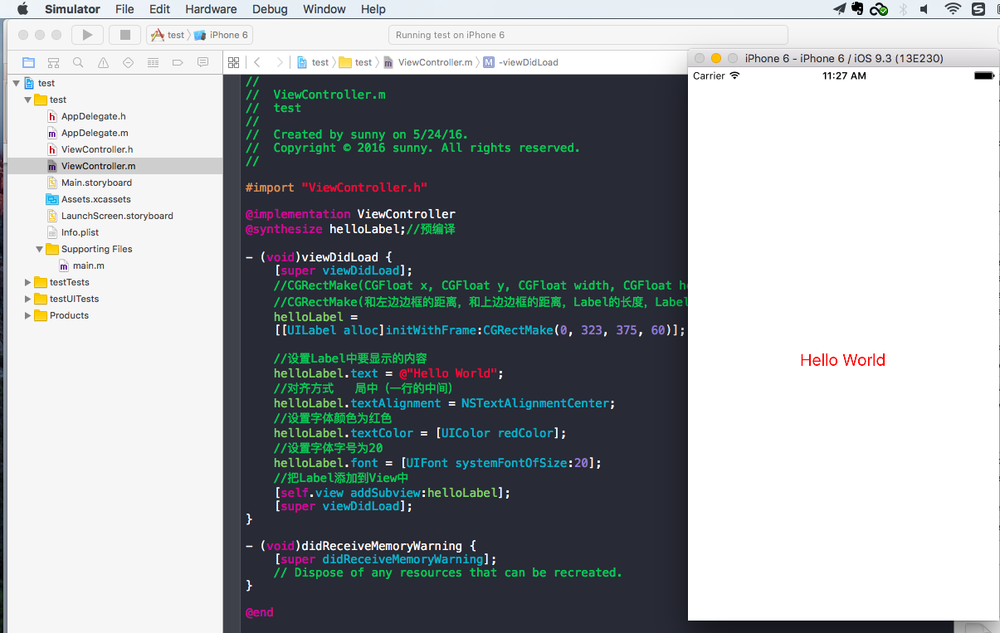 Simulator File Edit Hardware Debug Window Help
test iPhone 6 Running test on iPhone 6
test test ViewController.m M -viewDidLoad
iPhone 6 - iPhone 6 / iOS 9.3 (13E230)
Carrier 11:27 AM
test
test
h AppDelegate.h
m AppDelegate.m
h ViewController.h
m ViewController.m
Main.storyboard
Assets.xcassets
LaunchScreen.storyboard
Info.plist
Supporting Files
m main.m
testTests
testUITests
Products
//
// ViewController.m
// test
//
// Created by sunny on 5/24/16.
// Copyright © 2016 sunny. All rights reserved.
//
#import "ViewController.h"
@implementation ViewController
@synthesize helloLabel;//预编译
- (void)viewDidLoad {
[super viewDidLoad];
//CGRectMake(CGFloat x, CGFloat y, CGFloat width, CGFloat he
//CGRectMake(和左边边框的距离，和上边边框的距离，Label的长度，Label
helloLabel =
[[UILabel alloc]initWithFrame:CGRectMake(0, 323, 375, 60)];
//设置Label中要显示的内容
helloLabel.text = @"Hello World";
//对齐方式 局中（一行的中间）
helloLabel.textAlignment = NSTextAlignmentCenter;
//设置字体颜色为红色
helloLabel.textColor = [UIColor redColor];
//设置字体字号为20
helloLabel.font = [UIFont systemFontOfSize:20];
//把Label添加到View中
[self.view addSubview:helloLabel];
[super viewDidLoad];
}
- (void)didReceiveMemoryWarning {
[super didReceiveMemoryWarning];
// Dispose of any resources that can be recreated.
}
@end
Hello World